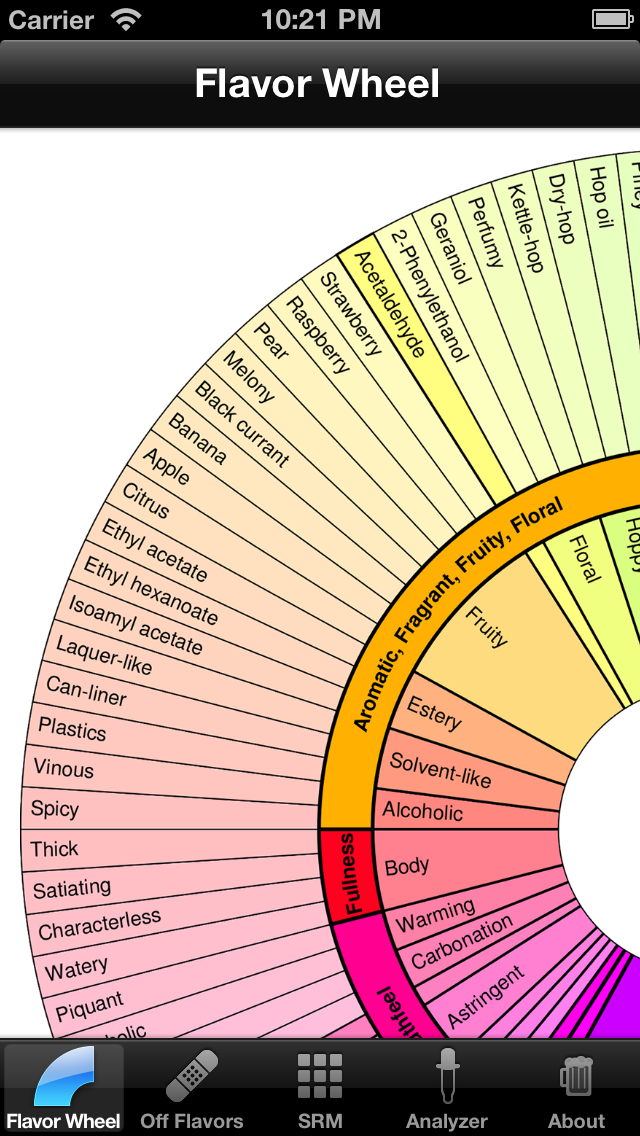 Carrier 10:21 PM
Flavor Wheel
Hop oil
Dry-hop
Kettle-hop
Perfumy
Geraniol
2-Phenylethanol
Acetaldehyde
Strawberry
Raspberry
Pear
Melony
Black currant
Banana
Apple
Citrus
Ethyl acetate
Ethyl hexanoate
Isoamyl acetate
Laquer-like
Can-liner
Plastics
Vinous
Spicy
Thick
Satiating
Characterless
Watery
Piquant
Aromatic, Fragrant, Fruity, Floral
Fullness
Hoppy
Floral
Fruity
Estery
Solvent-like
Alcoholic
Body
Warming
Carbonation
Astringent
Flavor Wheel Off Flavors SRM Analyzer About